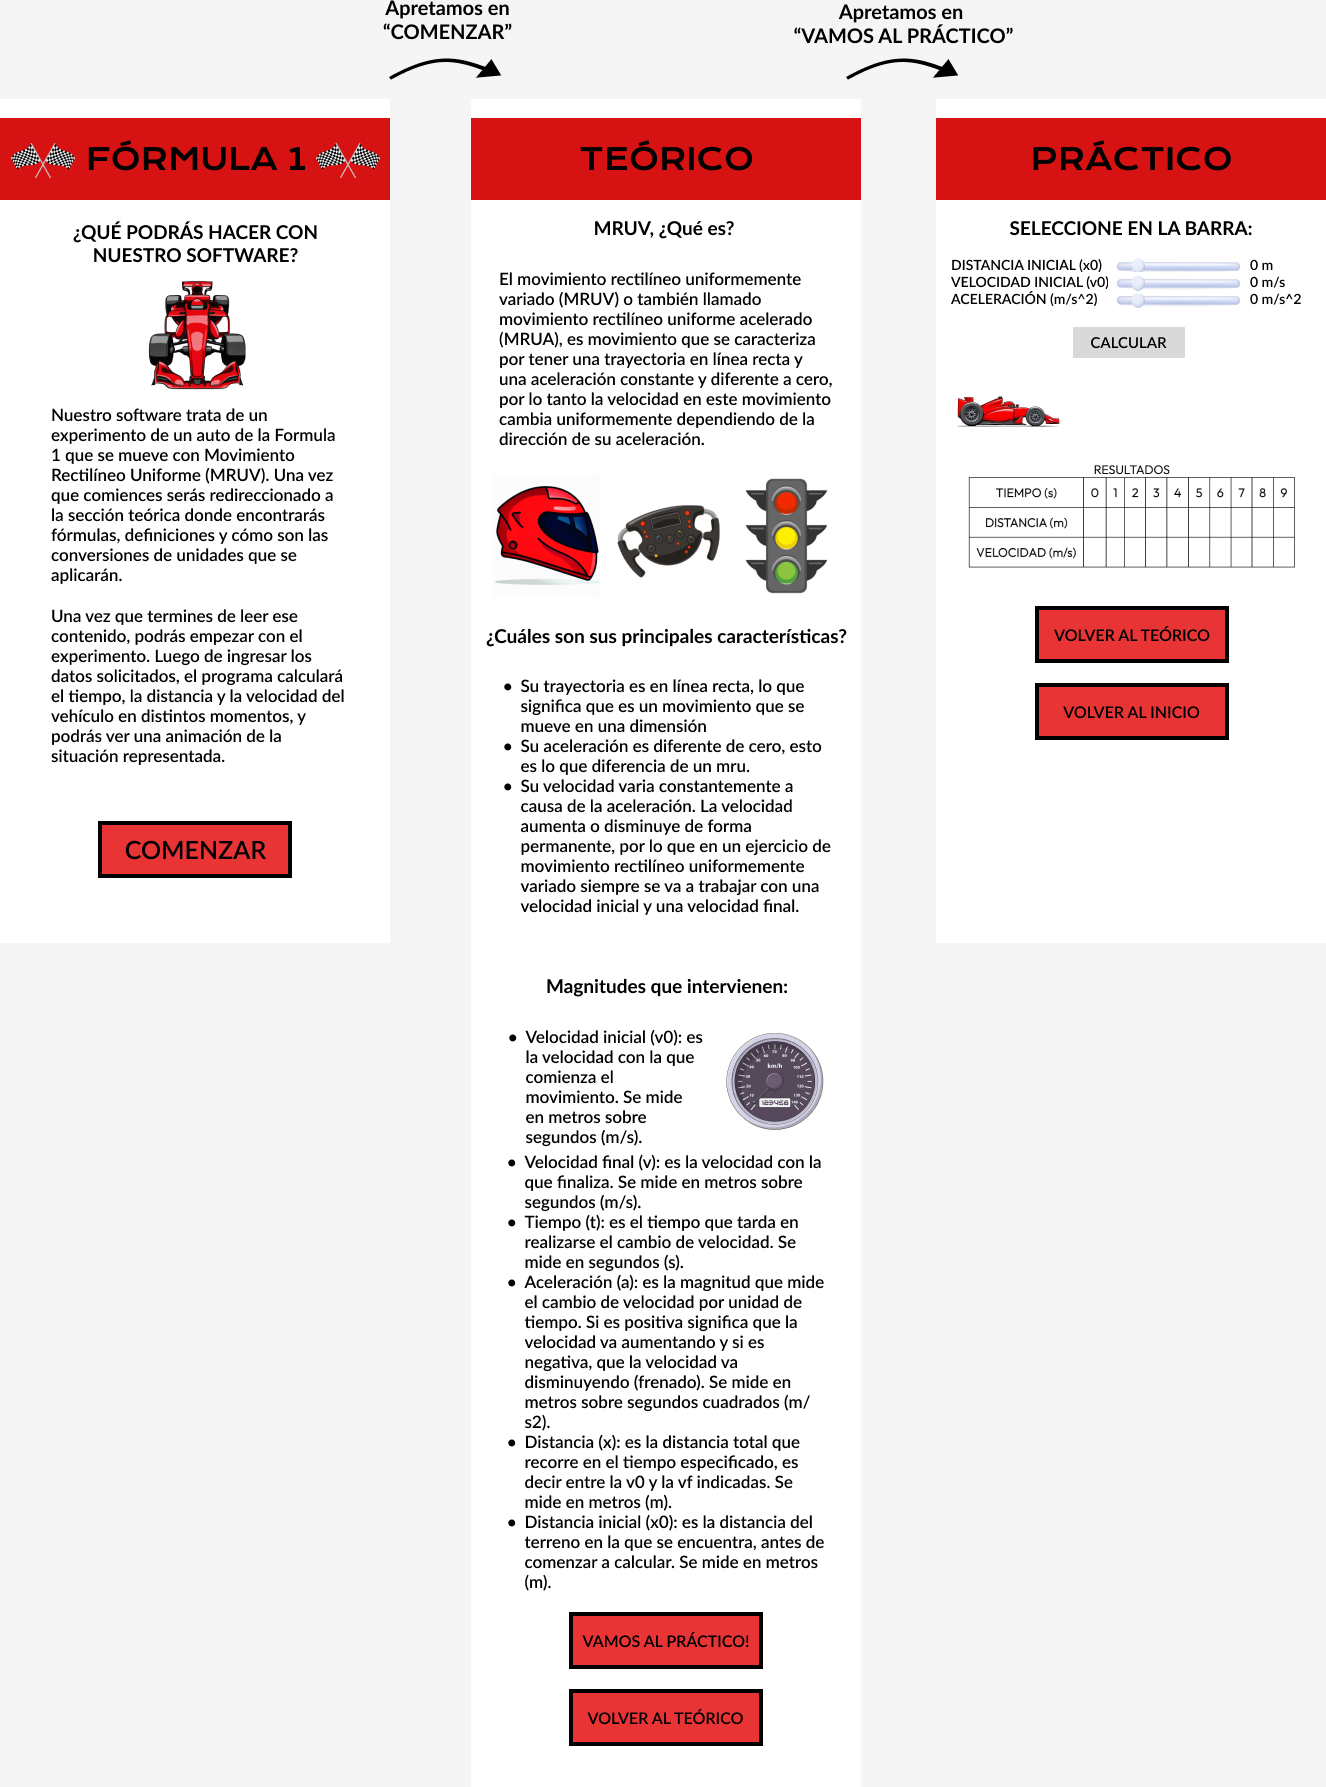 Apretamos en
“COMENZAR”
Apretamos en
“VAMOS AL PRÁCTICO”
FÓRMULA 1
¿QUÉ PODRÁS HACER CON
NUESTRO SOFTWARE?
Nuestro software trata de un
experimento de un auto de la Formula
1 que se mueve con Movimiento
Rectilíneo Uniforme (MRUV). Una vez
que comiences serás redireccionado a
la sección teórica donde encontrarás
fórmulas, definiciones y cómo son las
conversiones de unidades que se
aplicarán.
Una vez que termines de leer ese
contenido, podrás empezar con el
experimento. Luego de ingresar los
datos solicitados, el programa calculará
el tiempo, la distancia y la velocidad del
vehículo en distintos momentos, y
podrás ver una animación de la
situación representada.
COMENZAR
TEÓRICO
MRUV, ¿Qué es?
El movimiento rectilíneo uniformemente
variado (MRUV) o también llamado
movimiento rectilíneo uniforme acelerado
(MRUA), es movimiento que se caracteriza
por tener una trayectoria en línea recta y
una aceleración constante y diferente a cero,
por lo tanto la velocidad en este movimiento
cambia uniformemente dependiendo de la
dirección de su aceleración.
¿Cuáles son sus principales características?
• Su trayectoria es en línea recta, lo que
significa que es un movimiento que se
mueve en una dimensión
• Su aceleración es diferente de cero, esto
es lo que diferencia de un mru.
• Su velocidad varia constantemente a
causa de la aceleración. La velocidad
aumenta o disminuye de forma
permanente, por lo que en un ejercicio de
movimiento rectilíneo uniformemente
variado siempre se va a trabajar con una
velocidad inicial y una velocidad final.
Magnitudes que intervienen:
• Velocidad inicial (v0): es
la velocidad con la que
comienza el
movimiento. Se mide
en metros sobre
segundos (m/s).
km/h
123456
• Velocidad final (v): es la velocidad con la
que finaliza. Se mide en metros sobre
segundos (m/s).
• Tiempo (t): es el tiempo que tarda en
realizarse el cambio de velocidad. Se
mide en segundos (s).
• Aceleración (a): es la magnitud que mide
el cambio de velocidad por unidad de
tiempo. Si es positiva significa que la
velocidad va aumentando y si es
negativa, que la velocidad va
disminuyendo (frenado). Se mide en
metros sobre segundos cuadrados (m/
s2).
• Distancia (x): es la distancia total que
recorre en el tiempo especificado, es
decir entre la v0 y la vf indicadas. Se
mide en metros (m).
• Distancia inicial (x0): es la distancia del
terreno en la que se encuentra, antes de
comenzar a calcular. Se mide en metros
(m).
VAMOS AL PRÁCTICO!
VOLVER AL TEÓRICO
PRÁCTICO
SELECCIONE EN LA BARRA:
DISTANCIA INICIAL (x0) 0 m
VELOCIDAD INICIAL (v0) 0 m/s
ACELERACIÓN (m/s^2) 0 m/s^2
CALCULAR
RESULTADOS
TIEMPO (s) 0 1 2 3 4 5 6 7 8 9
DISTANCIA (m)
VELOCIDAD (m/s)
VOLVER AL TEÓRICO
VOLVER AL INICIO